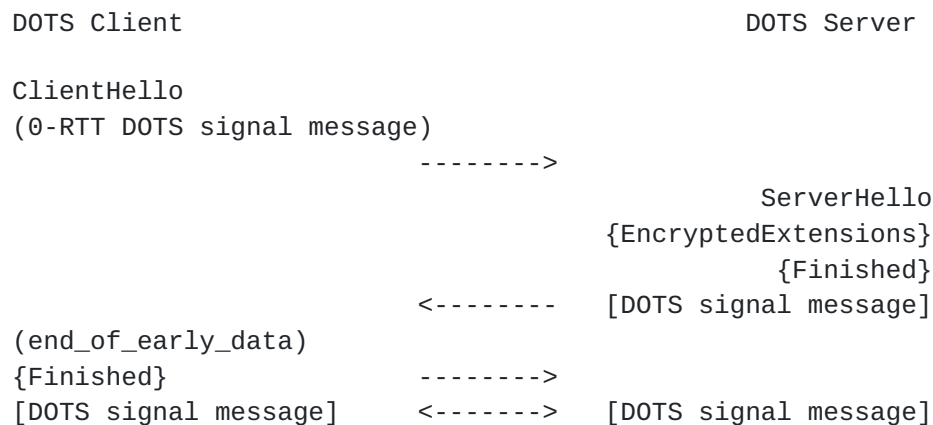 DOTS Client DOTS Server
ClientHello
(0-RTT DOTS signal message)
-------->
ServerHello
{EncryptedExtensions}
{Finished}
<-------- [DOTS signal message]
(end_of_early_data)
{Finished} -------->
[DOTS signal message] <-------> [DOTS signal message]